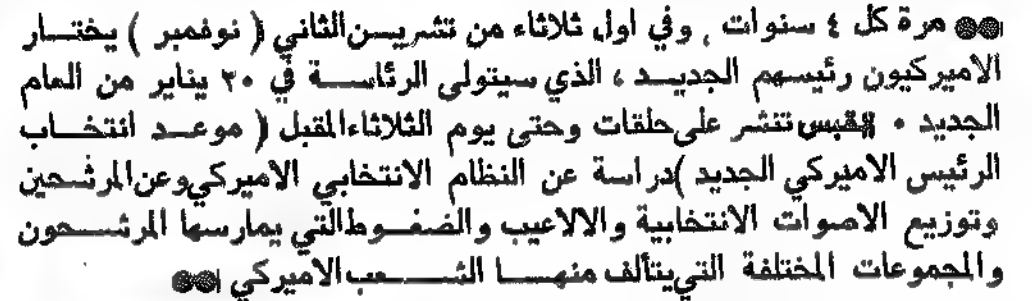 مرة كل ٤ سنوات ، وفي اول ثلاثاء من تشريسن الثاني ( نوفمبر ) يختسار
الاميركيون رئيسهم الجديد ، الذي سيتولى الرئاسة في ٢٠ يناير من العام
الجديد . القبس تنشر على حلقات وحتى يوم الثلاثاء المقبل ( موعد انتخاب
الرئيس الاميركي الجديد ) دراسة عن النظام الانتخابي الاميركي وعن المرشحين
وتوزيع الاصوات الانتخابية والالاعيب والضغوط التي يمارسها المرشحون
والمجموعات المختلفة التي يتألف منها الشعب الاميركي